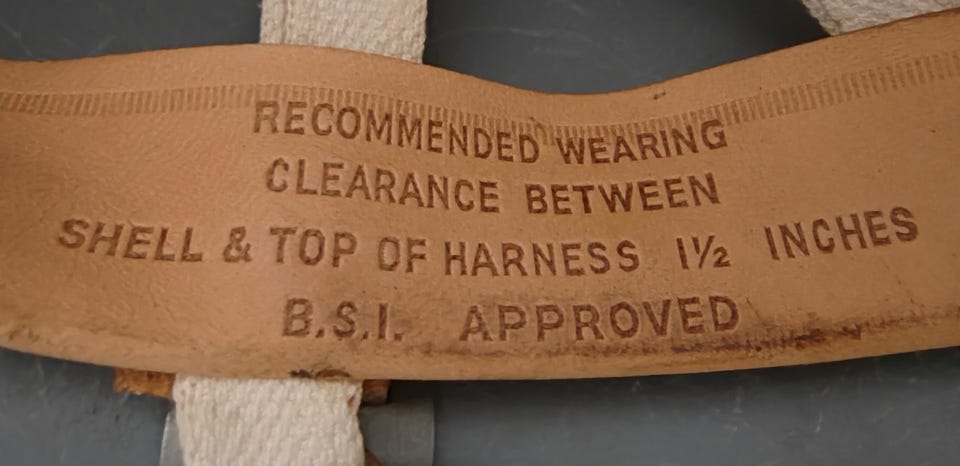 RECOMMENDED WEARING
CLEARANCE BETWEEN
SHELL & TOP OF HARNESS 1½ INCHES
B.S.I. APPROVED